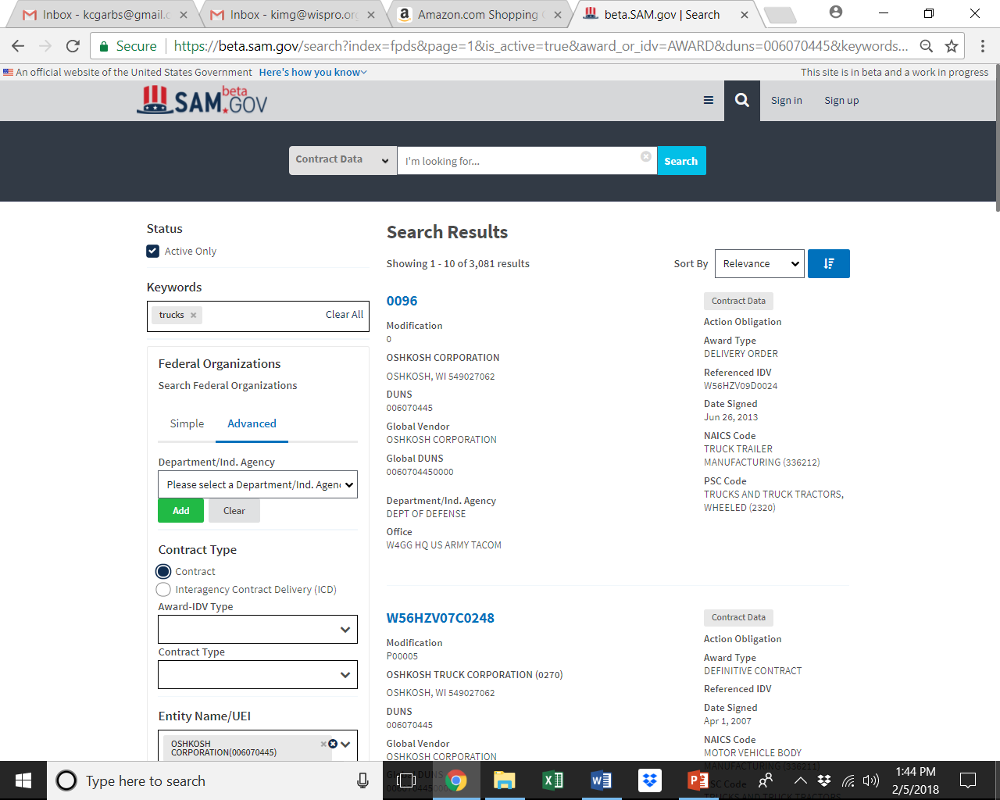 Inbox - kcgarbs@gmail.c
Inbox - kimg@wispro.org
Amazon.com Shopping
beta.SAM.gov | Search
Secure https://beta.sam.gov/search?index=fpds&page=1&is_active=true&award_or_idv=AWARD&duns=006070445&keywords...
An official website of the United States Government Here's how you know
This site is in beta and a work in progress
SAM.GOV beta
Sign in Sign up
Contract Data I'm looking for... Search
Status
Active Only
Keywords
trucks Clear All
Federal Organizations
Search Federal Organizations
Simple Advanced
Department/Ind. Agency
Please select a Department/Ind. Agen
Add Clear
Contract Type
Contract
Interagency Contract Delivery (ICD)
Award-IDV Type
Contract Type
Entity Name/UEI
OSHKOSH
CORPORATION(006070445)
Search Results
Showing 1 - 10 of 3,081 results
Sort By Relevance
0096
Modification
0
OSHKOSH CORPORATION
OSHKOSH, WI 549027062
DUNS
006070445
Global Vendor
OSHKOSH CORPORATION
Global DUNS
0060704450000
Department/Ind. Agency
DEPT OF DEFENSE
Office
W4GG HQ US ARMY TACOM
Contract Data
Action Obligation
Award Type
DELIVERY ORDER
Referenced IDV
W56HZV09D0024
Date Signed
Jun 26, 2013
NAICS Code
TRUCK TRAILER
MANUFACTURING (336212)
PSC Code
TRUCKS AND TRUCK TRACTORS,
WHEELED (2320)
W56HZV07C0248
Modification
P00005
OSHKOSH TRUCK CORPORATION (0270)
OSHKOSH, WI 549027062
DUNS
006070445
Global Vendor
OSHKOSH CORPORATION
Global DUNS
Contract Data
Action Obligation
Award Type
DEFINITIVE CONTRACT
Referenced IDV
Date Signed
Apr 1, 2007
NAICS Code
MOTOR VEHICLE BODY
MANUFACTURING (336211)
PSC Code
TRUCKS AND TRUCK TRACTORS,
Type here to search
1:44 PM
2/5/2018